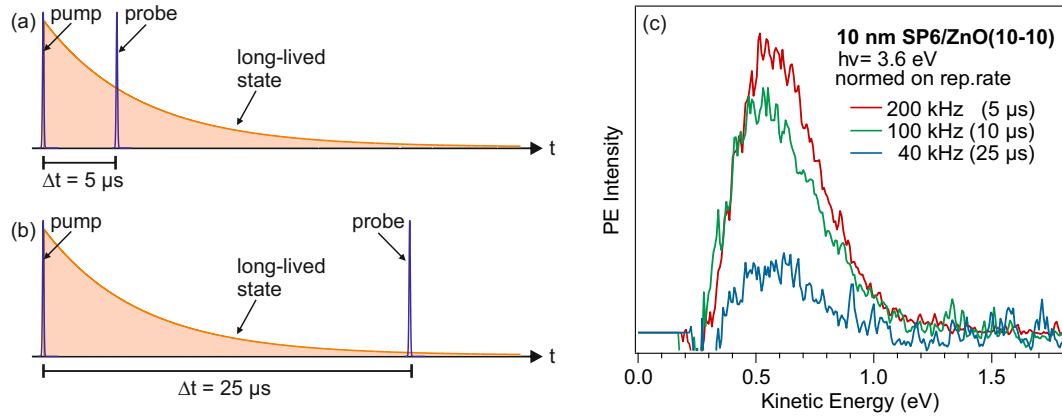 (a)
pump
probe
long-lived
state
t
Δt = 5 µs
(b)
pump
probe
long-lived
state
t
Δt = 25 µs
(c)
10 nm SP6/ZnO(10-10)
hν= 3.6 eV
normed on rep.rate
200 kHz (5 µs)
100 kHz (10 µs)
40 kHz (25 µs)
PE Intensity
0.0 0.5 1.0 1.5
Kinetic Energy (eV)